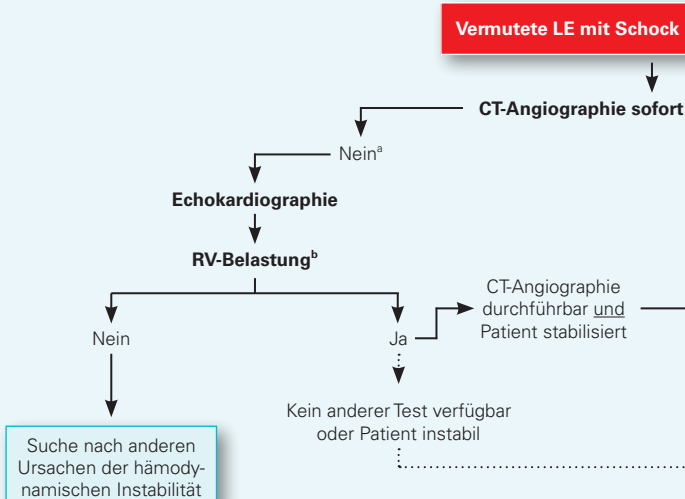 Vermutete LE mit Schock
CT-Angiographie sofort
Neinᵃ
Echokardiographie
RV-Belastungᵇ
CT-Angiographie
durchführbar und
Patient stabilisiert
Nein
Ja
Kein anderer Test verfügbar
oder Patient instabil
Suche nach anderen
Ursachen der hämody-
namischen Instabilität